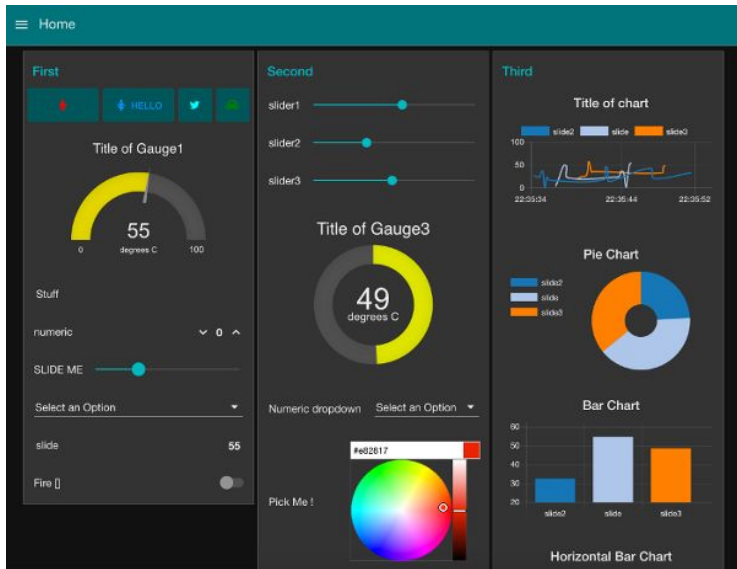 Home
First
HELLO
Title of Gauge1
55
degrees C
0
100
Stuff
numeric
0
SLIDE ME
Select an Option
slide
55
Fire []
Second
slider1
slider2
slider3
Title of Gauge3
49
degrees C
Numeric dropdown Select an Option
#e82817
Pick Me !
Third
Title of chart
slide2 slide slide3
100
50
0
22:35:34 22:35:44 22:35:52
Pie Chart
slide2
slide
slide3
Bar Chart
60
50
40
30
20
slide2 slide slide3
Horizontal Bar Chart